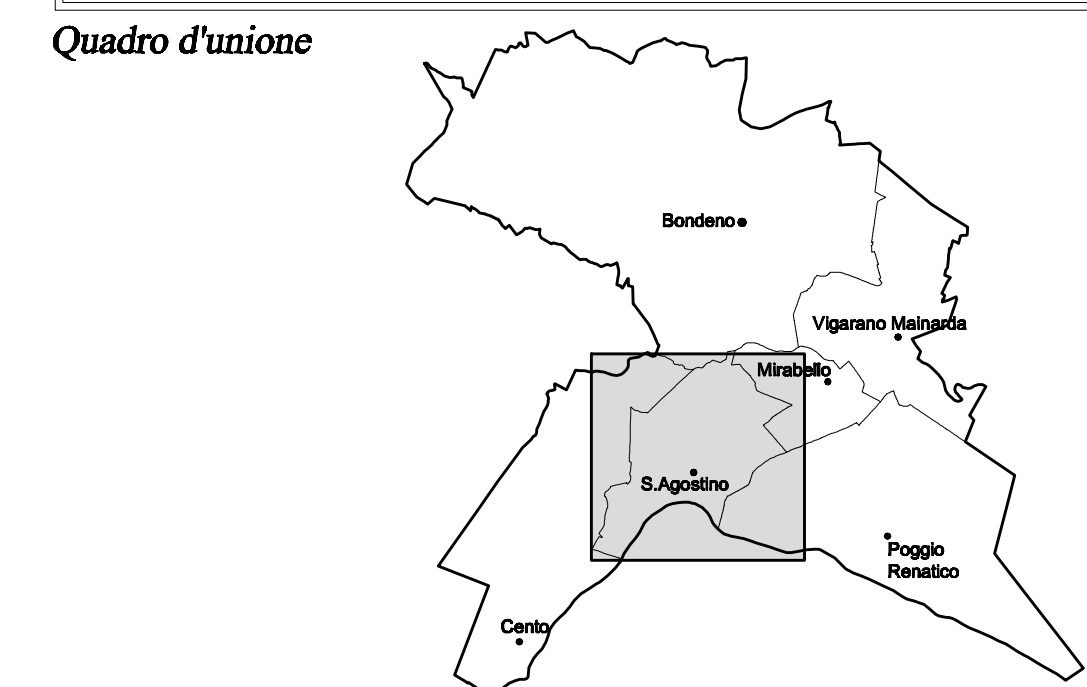 Quadro d'unione
Bondeno
Vigarano Mainarda
Mirabello
S.Agostino
Poggio
Renatico
Cento